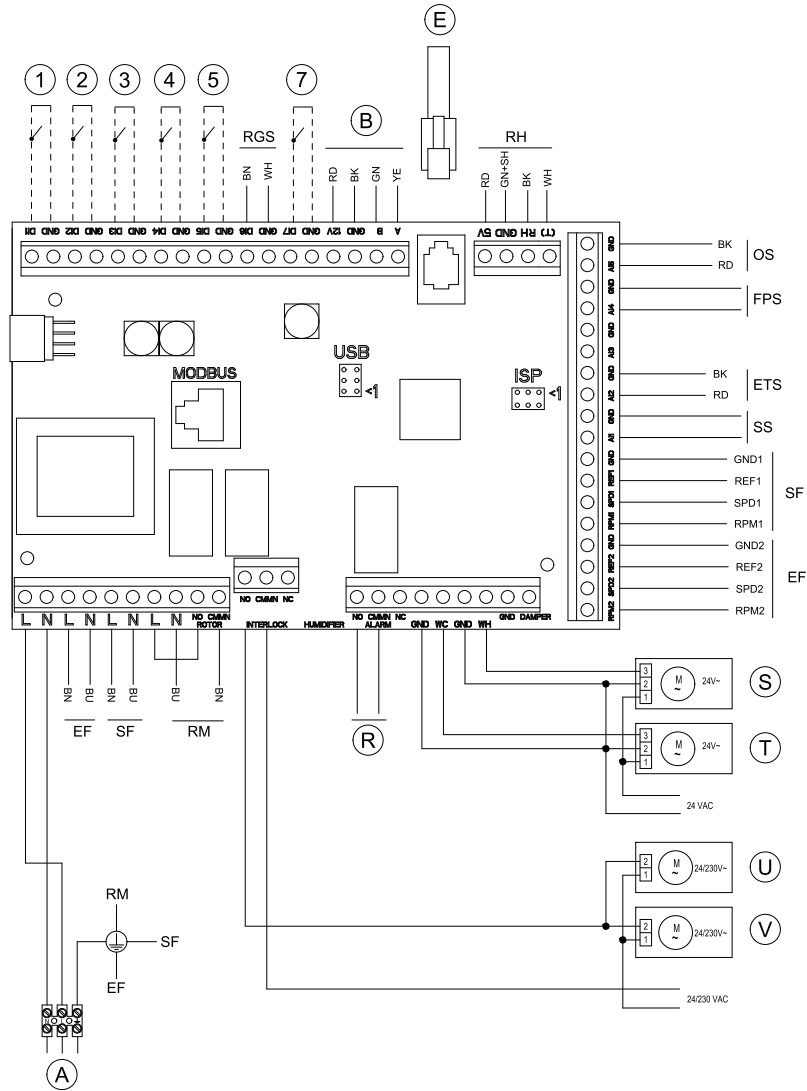 E
1 2 3 4 5 7
RGS B RH
BN WH RD BK GN YE RD GN+SH BK WH
DI1 GND DI2 GND DI3 GND DI4 GND DI5 GND DI6 GND DI7 GND 12V GND B A 5V GND RH (T)
GND BK
AI5 RD OS
GND
AI4 FPS
GND
AI3
GND BK
AI2 RD ETS
GND
AI1 SS
GND GND1
REF1 REF1
SPD1 SPD1
RPM1 RPM1
SF
GND GND2
REF2 REF2
SPD2 SPD2
RPM2 RPM2
EF
USB
<1
MODBUS
ISP
<1
NO CMMN NC
L N L N L N L N NO CMMN
ROTOR INTERLOCK HUMIDIFIER
NO CMMN NC GND WC GND WH GND DAMPER
ALARM
BN BU BN BU BU BN
EF SF RM
R
3
2
1
M
~
24V~
S
3
2
1
M
~
24V~
T
24 VAC
2
1
M
~
24/230V~
U
2
1
M
~
24/230V~
V
24/230 VAC
RM
SF
EF
A